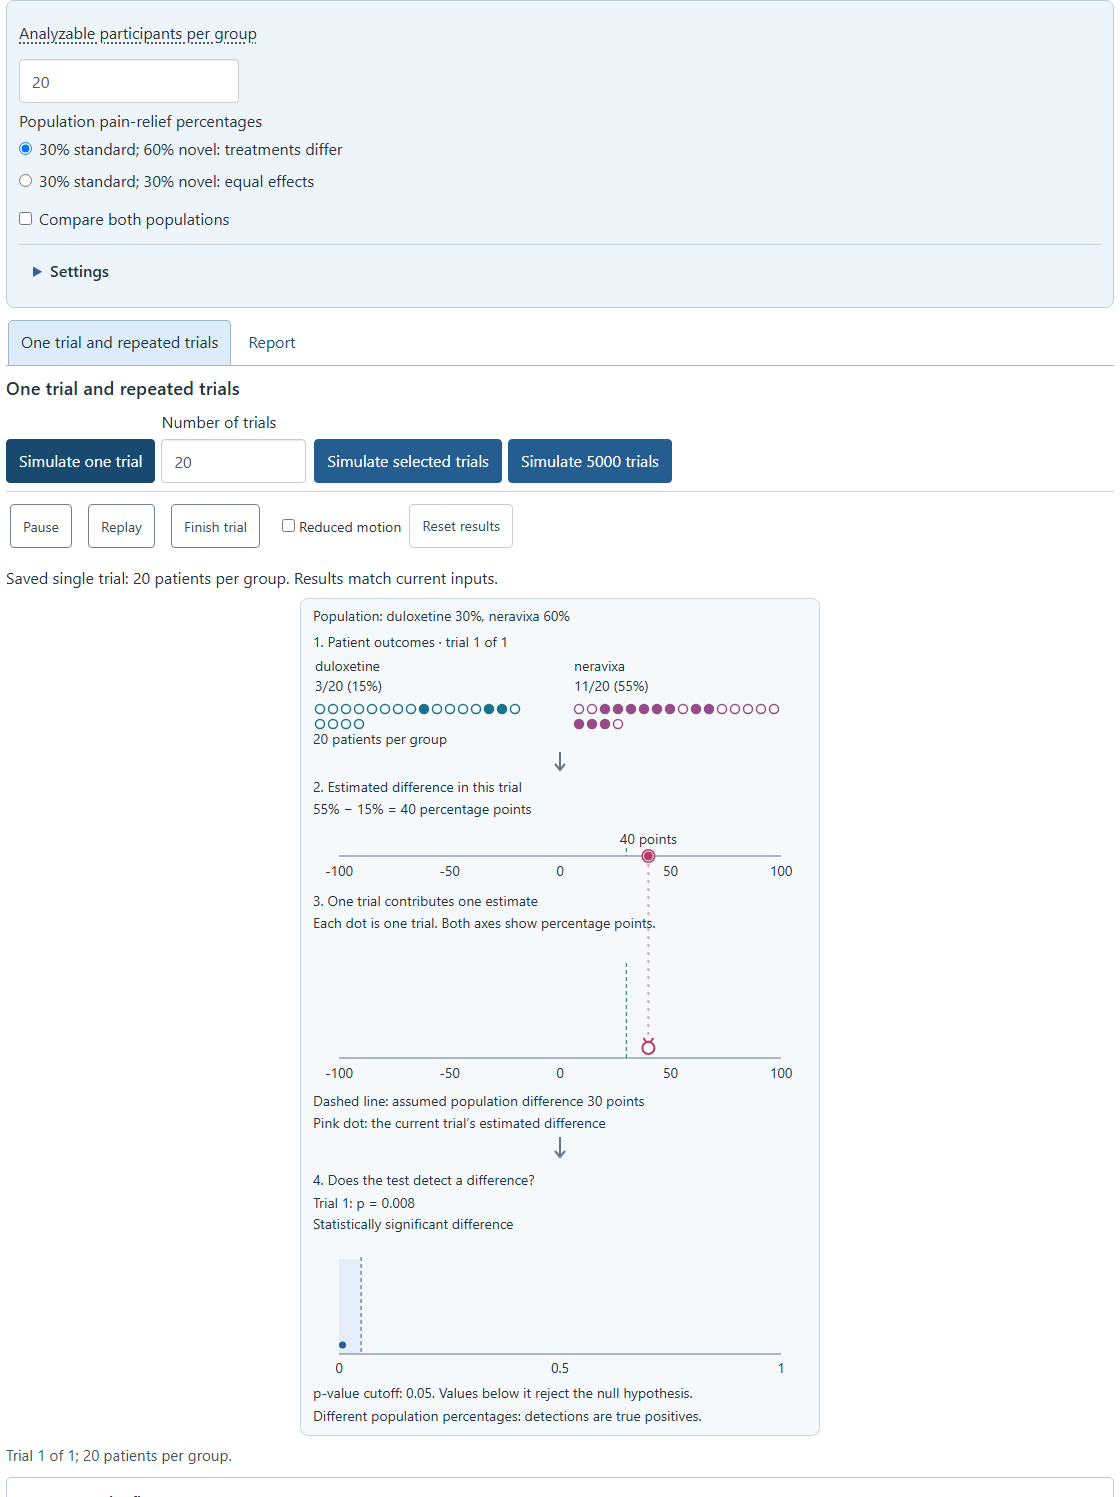 Analyzable participants per group
20
Population pain-relief percentages
30% standard; 60% novel: treatments differ
30% standard; 30% novel: equal effects
Compare both populations
Settings
One trial and repeated trials
Report
One trial and repeated trials
Number of trials
Simulate one trial
20
Simulate selected trials
Simulate 5000 trials
Pause
Replay
Finish trial
Reduced motion
Reset results
Saved single trial: 20 patients per group. Results match current inputs.
Population: duloxetine 30%, neravixa 60%
1. Patient outcomes · trial 1 of 1
duloxetine
3/20 (15%)
neravixa
11/20 (55%)
20 patients per group
2. Estimated difference in this trial
55% − 15% = 40 percentage points
40 points
-100 -50 0 50 100
3. One trial contributes one estimate
Each dot is one trial. Both axes show percentage points.
-100 -50 0 50 100
Dashed line: assumed population difference 30 points
Pink dot: the current trial's estimated difference
4. Does the test detect a difference?
Trial 1: p = 0.008
Statistically significant difference
0 0.5 1
p-value cutoff: 0.05. Values below it reject the null hypothesis.
Different population percentages: detections are true positives.
Trial 1 of 1; 20 patients per group.